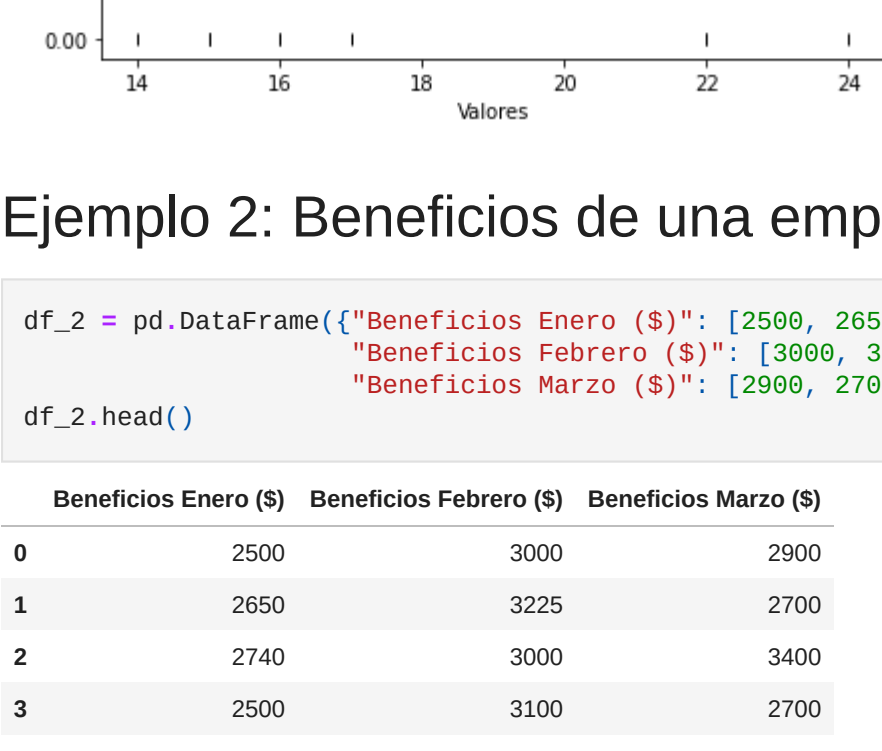 0.00
14 16 18 20 22 24
Valores
Ejemplo 2: Beneficios de una emp
df_2 = pd.DataFrame({"Beneficios Enero ($)": [2500, 265
"Beneficios Febrero ($)": [3000, 3
"Beneficios Marzo ($)": [2900, 270
df_2.head()
Beneficios Enero ($) Beneficios Febrero ($) Beneficios Marzo ($)
0 2500 3000 2900
1 2650 3225 2700
2 2740 3000 3400
3 2500 3100 2700